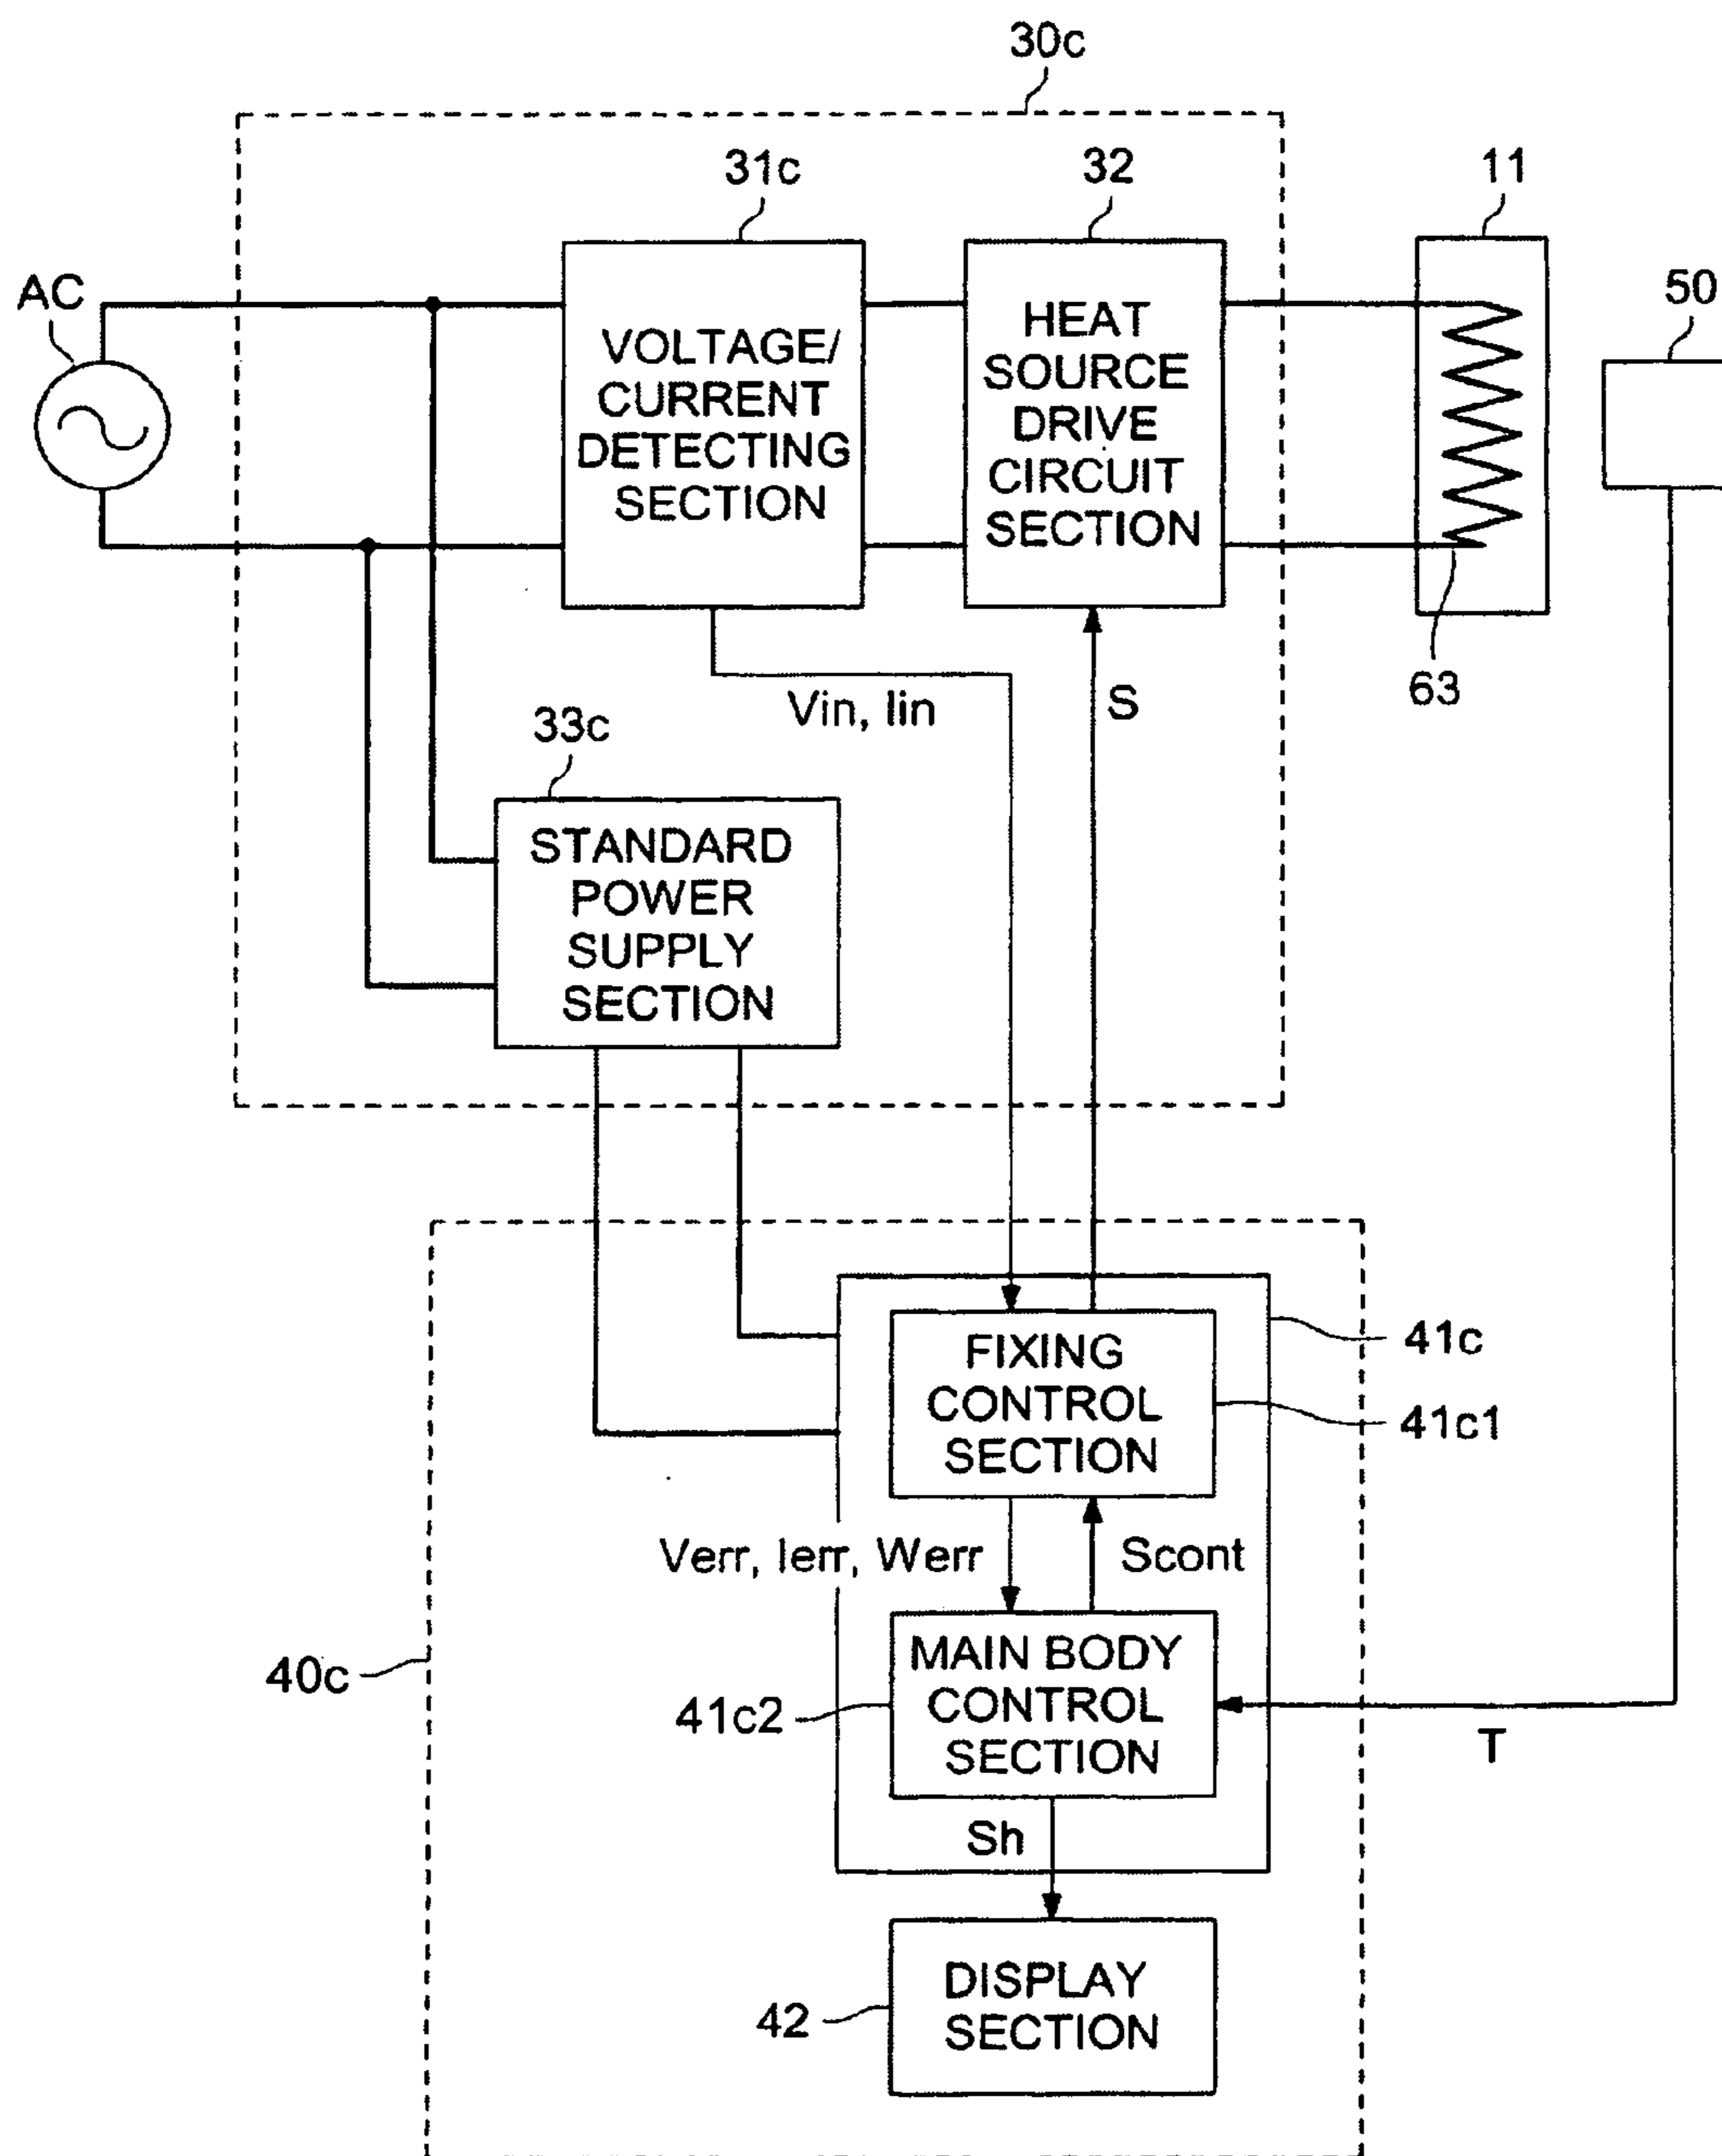 30c
31c
32
11
AC
50
VOLTAGE/
CURRENT
DETECTING
SECTION
HEAT
SOURCE
DRIVE
CIRCUIT
SECTION
63
Vin, Iin
S
33c
STANDARD
POWER
SUPPLY
SECTION
FIXING
CONTROL
SECTION
41c
41c1
Verr, Ierr, Werr
Scont
40c
MAIN BODY
CONTROL
SECTION
41c2
T
Sh
DISPLAY
SECTION
42